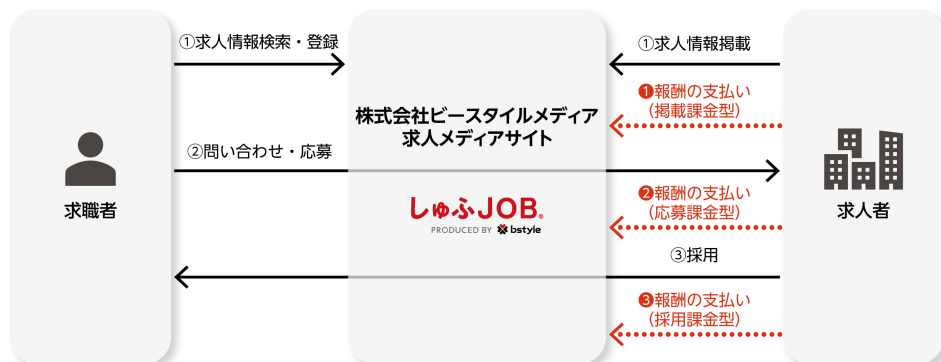 ①求人情報検索・登録
①求人情報掲載
❶報酬の支払い
（掲載課金型）
株式会社ビースタイルメディア
求人メディアサイト
②問い合わせ・応募
❷報酬の支払い
（応募課金型）
求職者
しゅふJOB®
PRODUCED BY bstyle
求人者
③採用
❸報酬の支払い
（採用課金型）